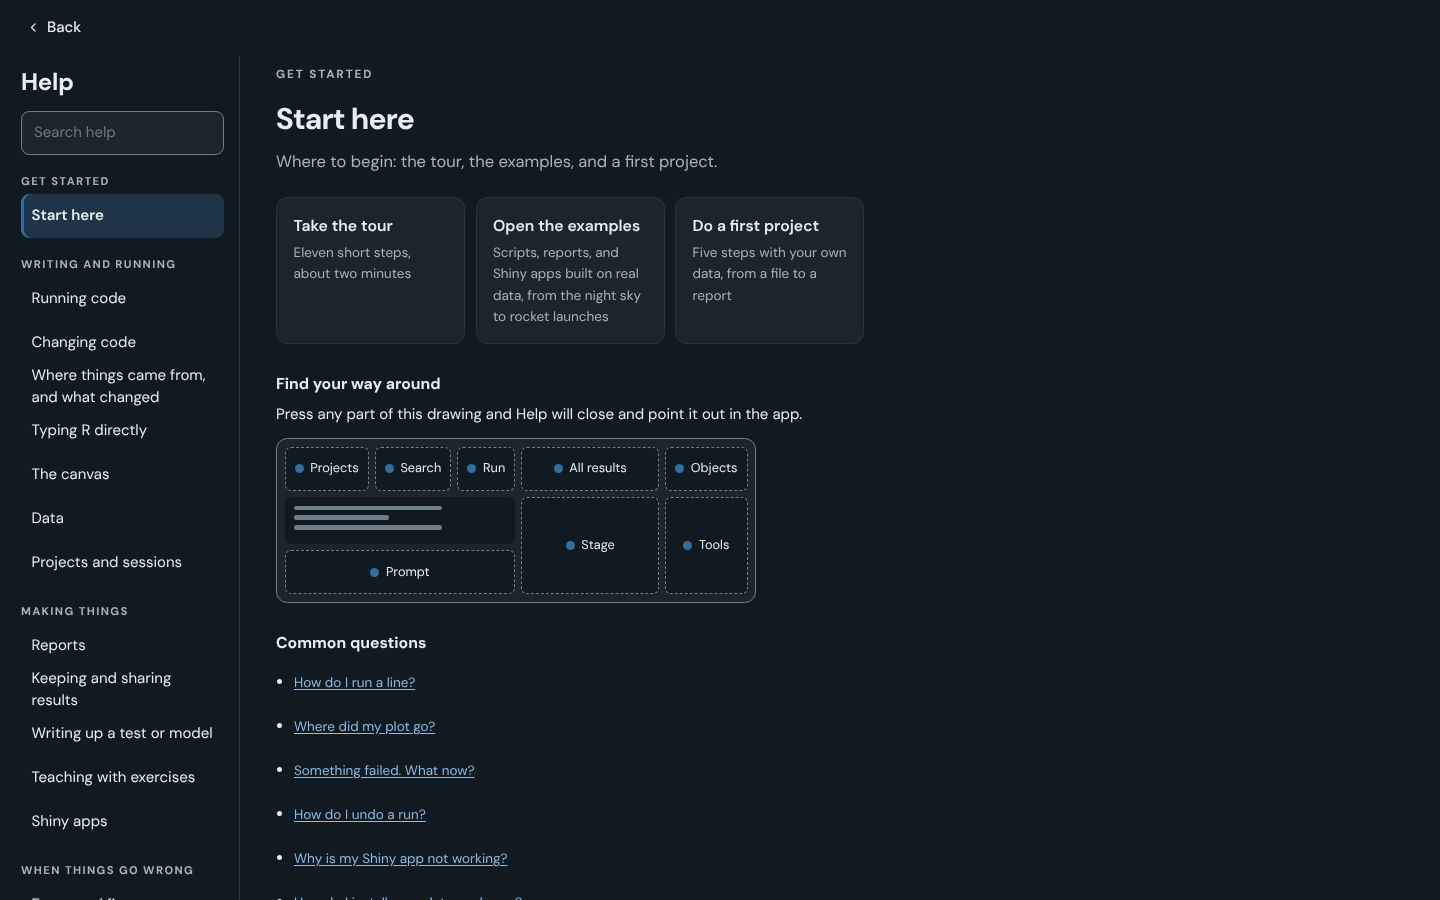 Back
Help
Search help
GET STARTED
Start here
WRITING AND RUNNING
Running code
Changing code
Where things came from,
and what changed
Typing R directly
The canvas
Data
Projects and sessions
MAKING THINGS
Reports
Keeping and sharing
results
Writing up a test or model
Teaching with exercises
Shiny apps
WHEN THINGS GO WRONG
GET STARTED
Start here
Where to begin: the tour, the examples, and a first project.
Take the tour
Eleven short steps,
about two minutes
Open the examples
Scripts, reports, and
Shiny apps built on real
data, from the night sky
to rocket launches
Do a first project
Five steps with your own
data, from a file to a
report
Find your way around
Press any part of this drawing and Help will close and point it out in the app.
Projects
Search
Run
All results
Objects
Stage
Tools
Prompt
Common questions
How do I run a line?
Where did my plot go?
Something failed. What now?
How do I undo a run?
Why is my Shiny app not working?